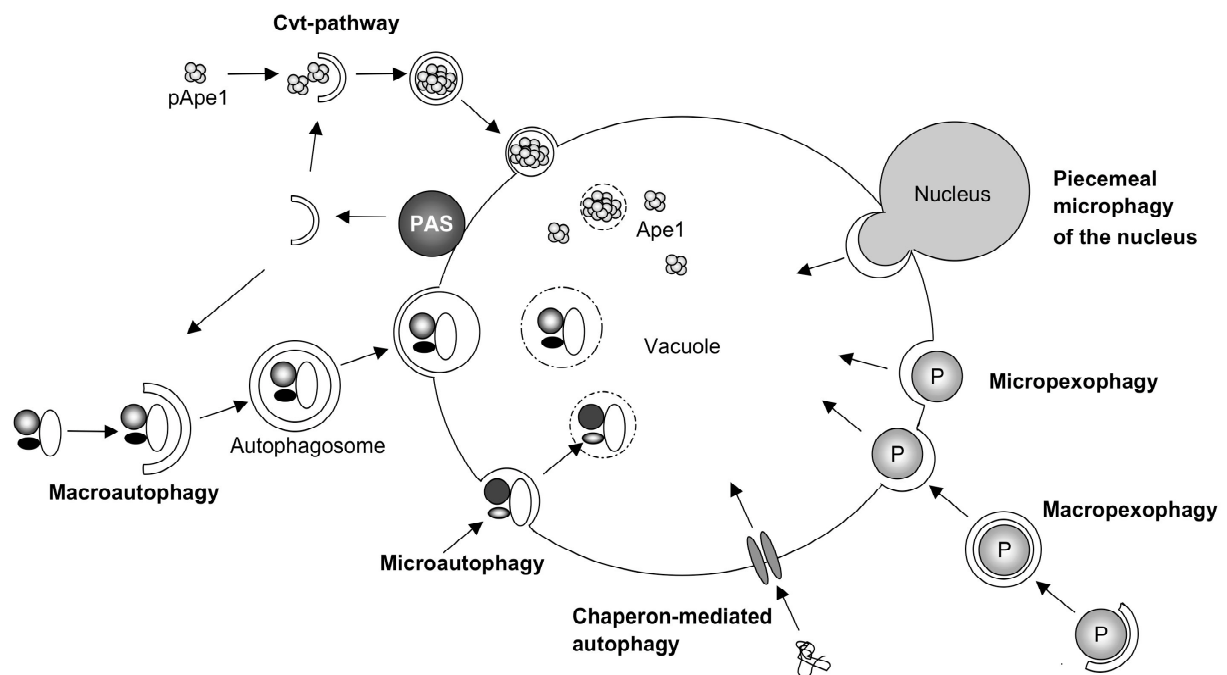 Cvt-pathway
pApe1
PAS
Ape1
Nucleus
Piecemeal
microphagy
of the nucleus
Vacuole
P
Micropexophagy
P
Autophagosome
Macroautophagy
Microautophagy
Macropexophagy
P
Chaperon-mediated
autophagy
P